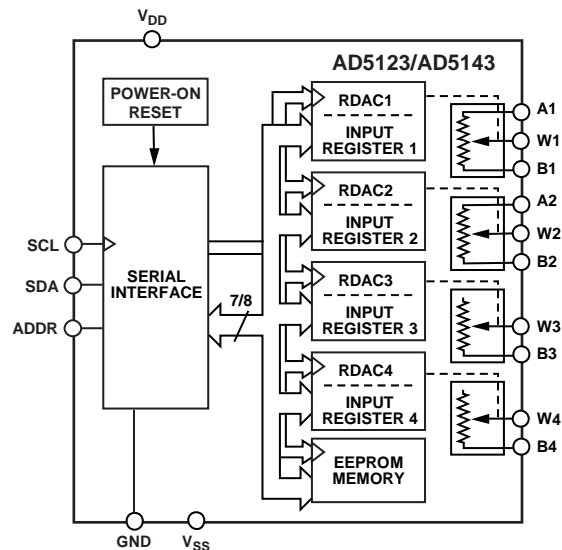 VDD
AD5123/AD5143
POWER-ON
RESET
RDAC1
INPUT
REGISTER 1
A1
W1
B1
RDAC2
INPUT
REGISTER 2
A2
W2
B2
SCL
SDA
ADDR
SERIAL
INTERFACE
7/8
RDAC3
INPUT
REGISTER 3
W3
B3
RDAC4
INPUT
REGISTER 4
W4
B4
EEPROM
MEMORY
GND
VSS